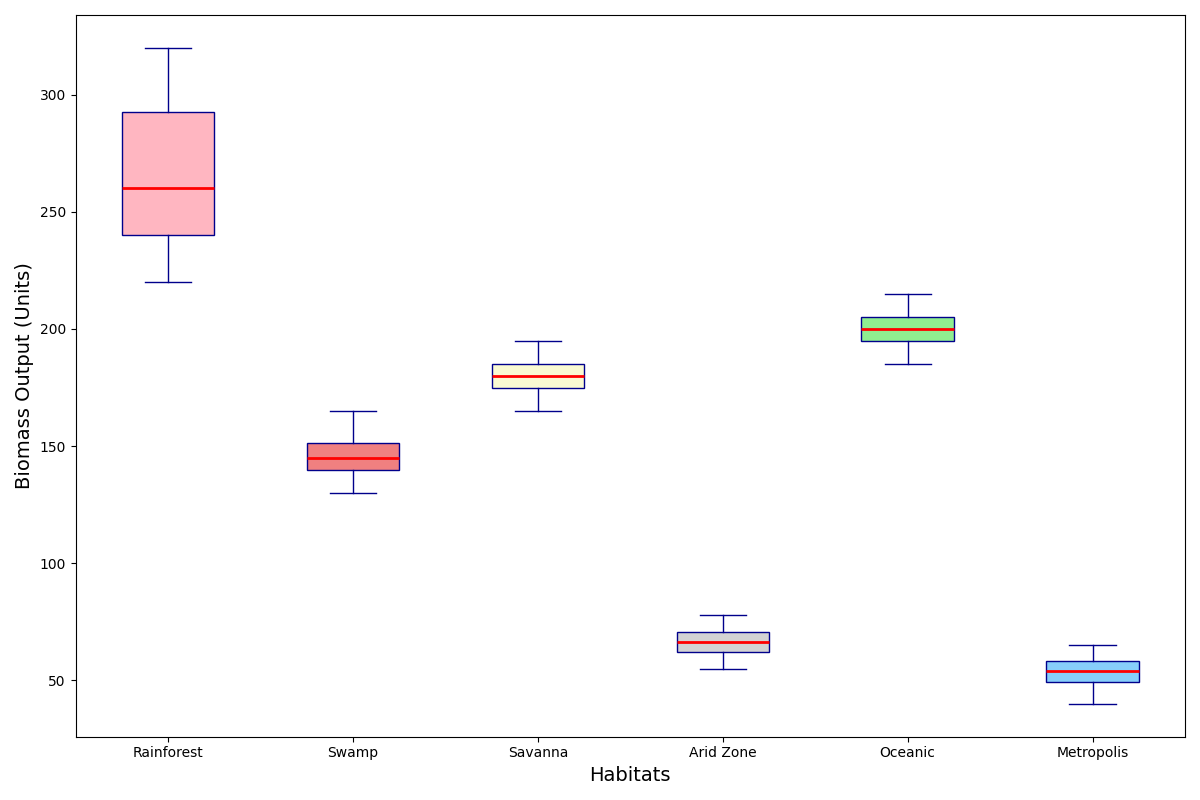 Biomass Output (Units)
300
250
200
150
100
50
Rainforest Swamp Savanna Arid Zone Oceanic Metropolis
Habitats